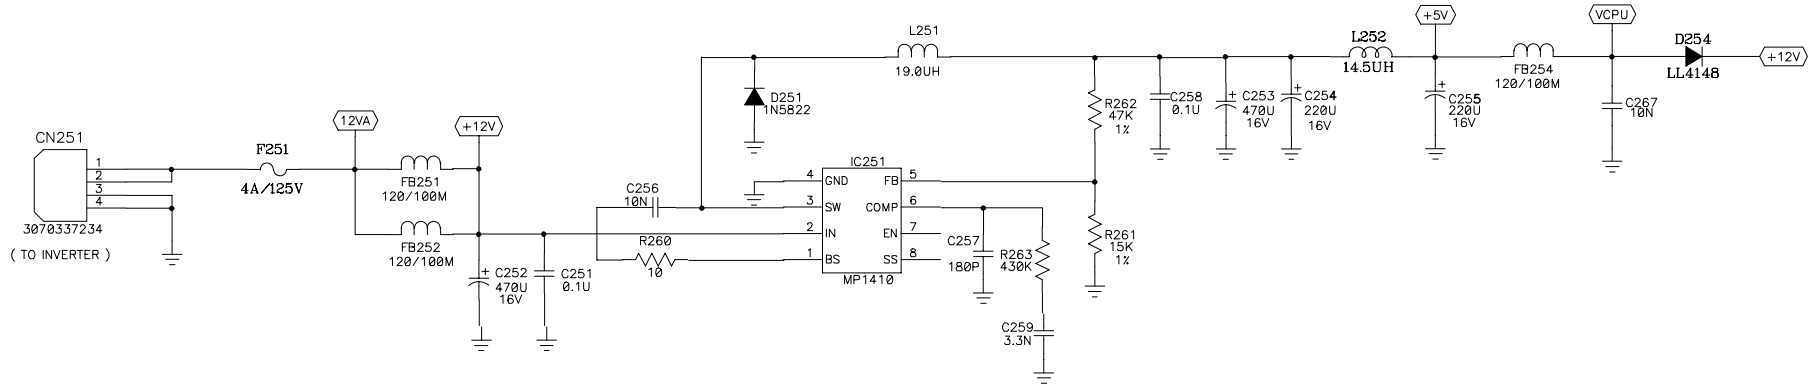 CN251
1
2
3
4
3070337234
( TO INVERTER )
F251
4A/125V
12VA
+12V
FB251
120/100M
FB252
120/100M
C252
470U
16V
C251
0.1U
C256
10N
R260
10
D251
1N5822
L251
19.0UH
IC251
4 GND
3 SW
2 IN
1 BS
FB 5
COMP 6
EN 7
SS 8
MP1410
C257
180P
R263
430K
C259
3.3N
R262
47K
1%
R261
15K
1%
C258
0.1U
C253
470U
16V
C254
220U
16V
L252
14.5UH
+5V
C255
220U
16V
FB254
120/100M
VCPU
C267
10N
D254
LL4148
+12V